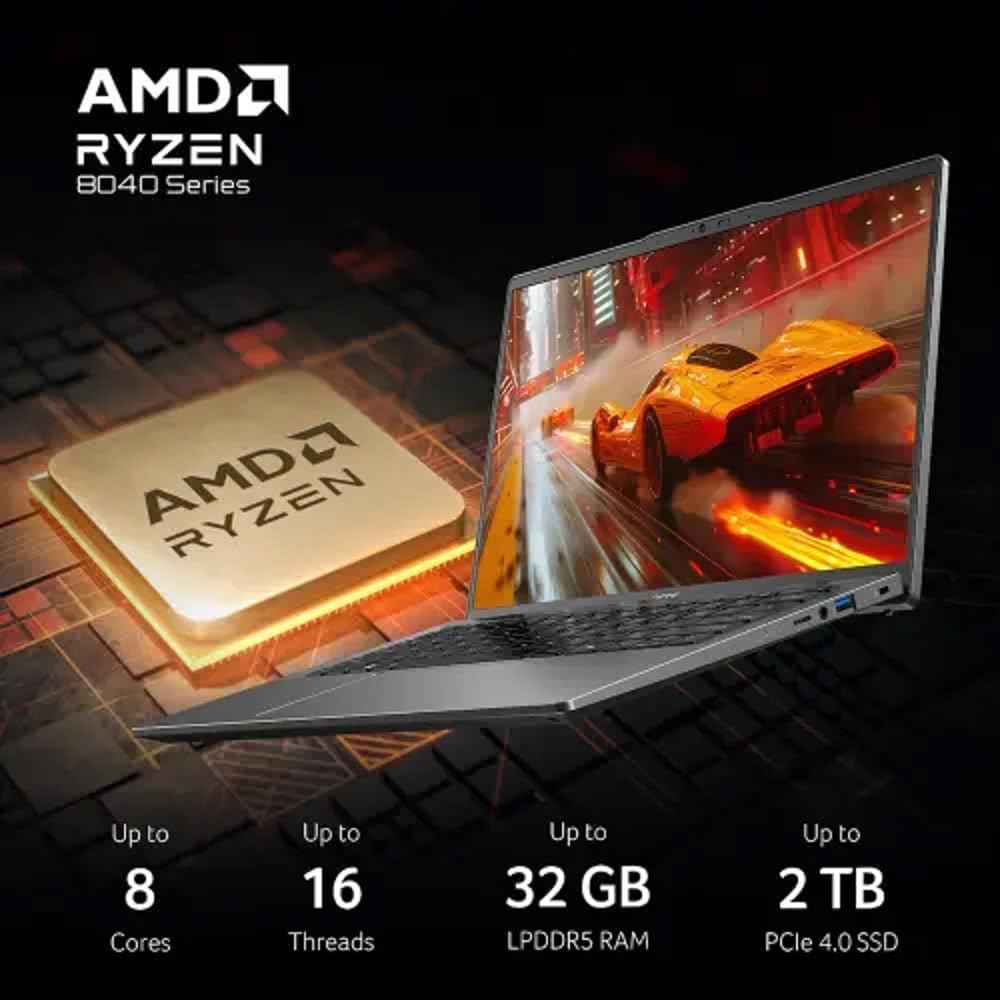 AMD
RYZEN
8040 Series
AMD
RYZEN
Up to
8
Cores
Up to
16
Threads
Up to
32 GB
LPDDR5 RAM
Up to
2 TB
PCIe 4.0 SSD